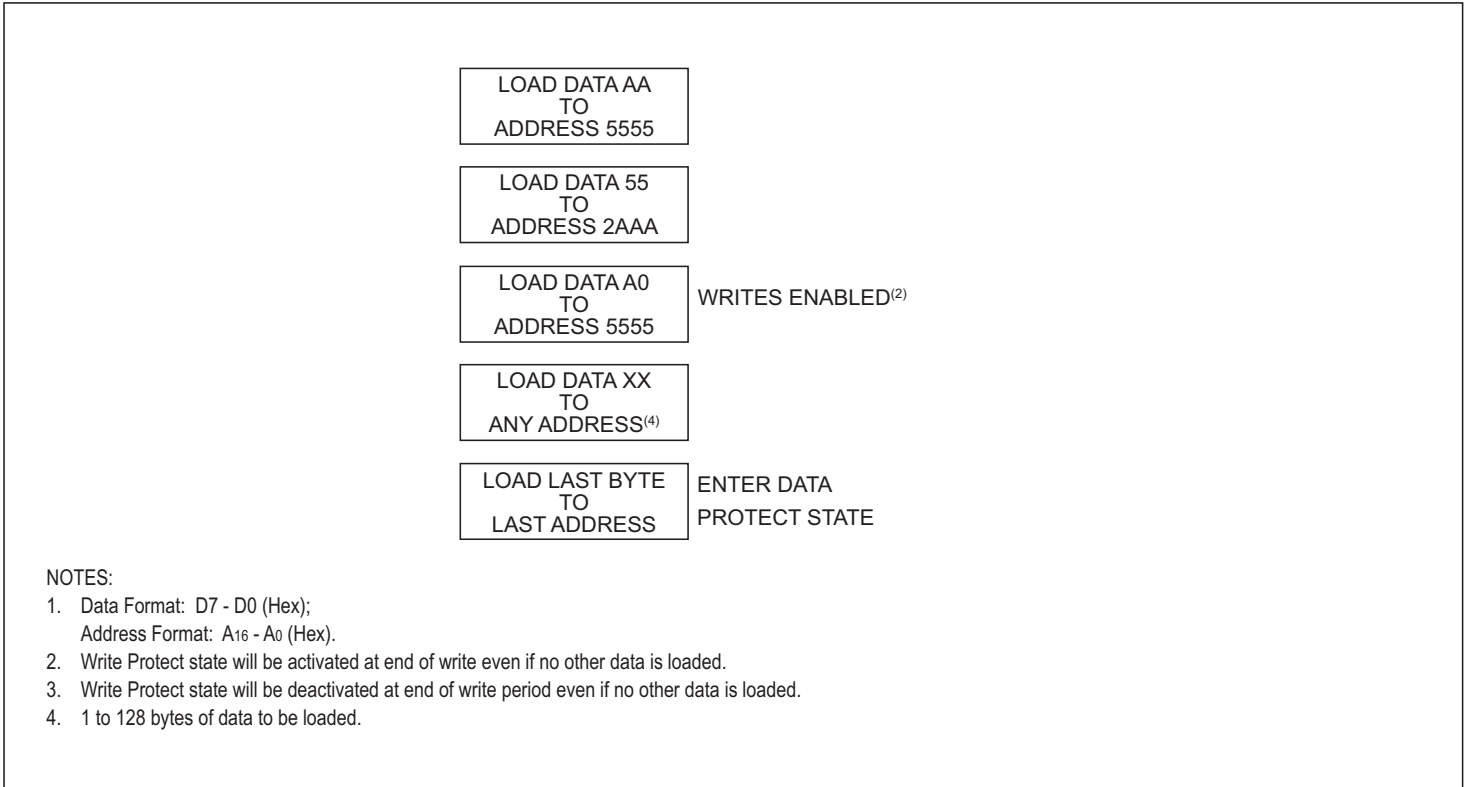 LOAD DATA AA
TO
ADDRESS 5555
LOAD DATA 55
TO
ADDRESS 2AAA
LOAD DATA A0
TO
ADDRESS 5555
WRITES ENABLED(2)
LOAD DATA XX
TO
ANY ADDRESS(4)
LOAD LAST BYTE
TO
LAST ADDRESS
ENTER DATA
PROTECT STATE
NOTES:
1. Data Format: D7 - D0 (Hex);
Address Format: A16 - A0 (Hex).
2. Write Protect state will be activated at end of write even if no other data is loaded.
3. Write Protect state will be deactivated at end of write period even if no other data is loaded.
4. 1 to 128 bytes of data to be loaded.